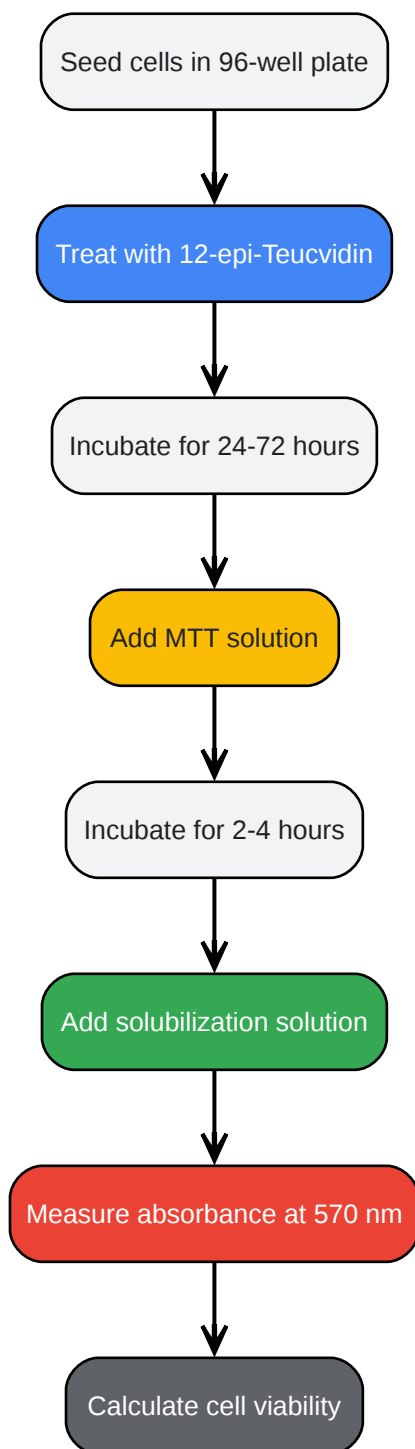 Seed cells in 96-well plate
Treat with 12-epi-Teucvidin
Incubate for 24-72 hours
Add MTT solution
Incubate for 2-4 hours
Add solubilization solution
Measure absorbance at 570 nm
Calculate cell viability